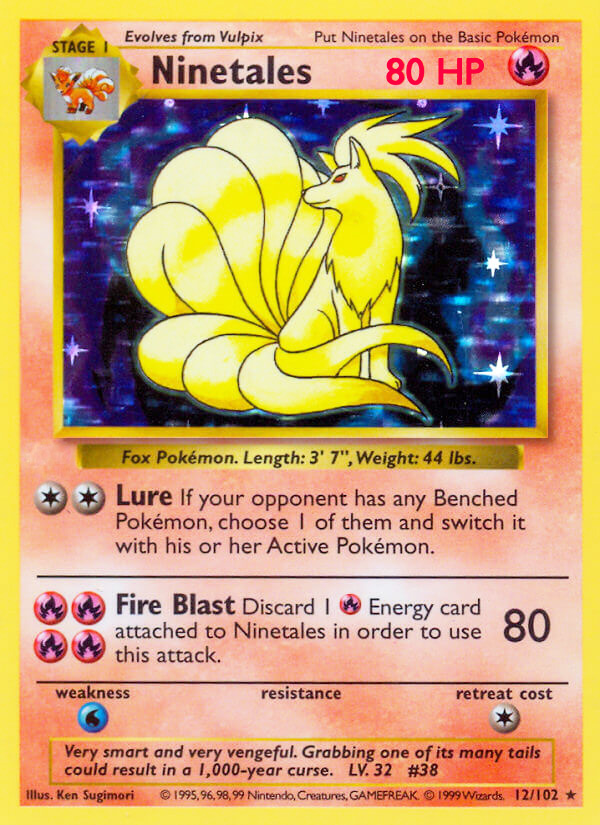 STAGE 1
Evolves from Vulpix
Put Ninetales on the Basic Pokémon
Ninetales
80 HP
Fox Pokémon. Length: 3' 7", Weight: 44 lbs.
Lure If your opponent has any Benched
Pokémon, choose 1 of them and switch it
with his or her Active Pokémon.
Fire Blast Discard 1 Energy card
attached to Ninetales in order to use
this attack.
80
weakness
resistance
retreat cost
Very smart and very vengeful. Grabbing one of its many tails
could result in a 1,000-year curse. LV. 32 #38
Illus. Ken Sugimori
© 1995, 96, 98, 99 Nintendo, Creatures, GAMEFREAK. © 1999 Wizards.
12/102 ★